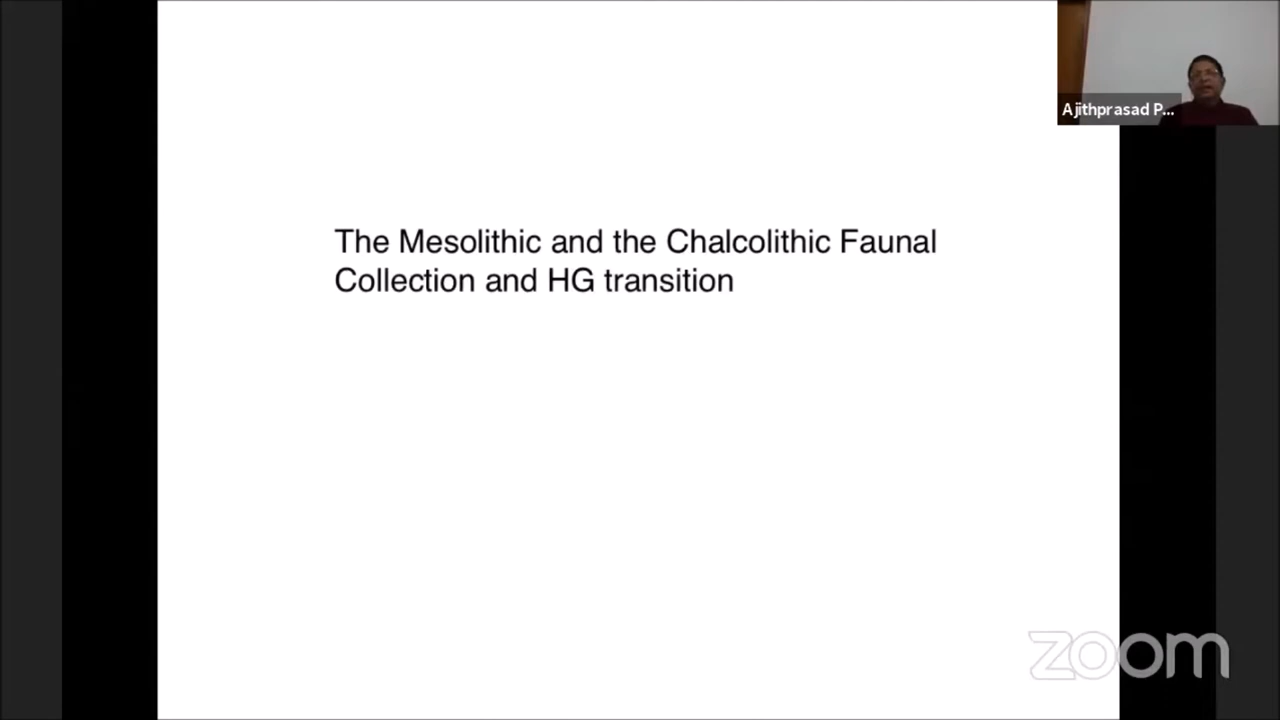 Ajithprasad P...
The Mesolithic and the Chalcolithic Faunal
Collection and HG transition
zoom